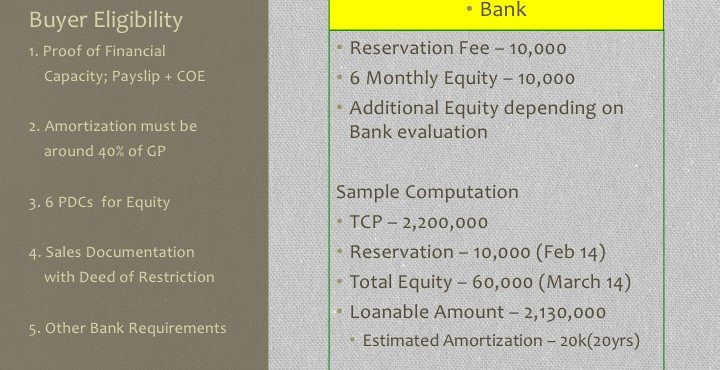 Buyer Eligibility
1. Proof of Financial
Capacity; Payslip + COE
2. Amortization must be
around 40% of GP
3. 6 PDCs for Equity
4. Sales Documentation
with Deed of Restriction
5. Other Bank Requirements
• Bank
• Reservation Fee – 10,000
• 6 Monthly Equity – 10,000
• Additional Equity depending on
Bank evaluation
Sample Computation
• TCP – 2,200,000
• Reservation – 10,000 (Feb 14)
• Total Equity – 60,000 (March 14)
• Loanable Amount – 2,130,000
• Estimated Amortization – 20k(20yrs)